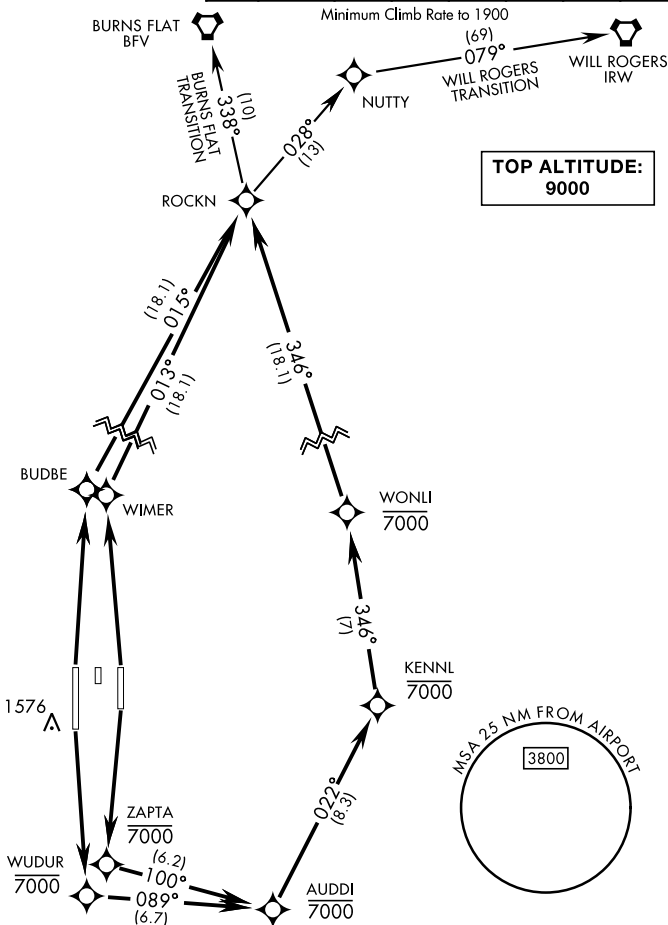 Minimum Climb Rate to 1900
BURNS FLAT
BFV
(69)
079°
WILL ROGERS
TRANSITION
WILL ROGERS
IRW
NUTTY
(10)
338°
BURNS FLAT
TRANSITION
028°
(13)
TOP ALTITUDE:
9000
ROCKN
(18.1)
015°
013°
(18.1)
346°
(18.1)
BUDBE
WIMER
WONLI
7000
346°
(7)
KENNL
7000
1576
MSA 25 NM FROM AIRPORT
3800
022°
(8.3)
ZAPTA
7000
(6.2)
100°
WUDUR
7000
089°
(6.7)
AUDDI
7000